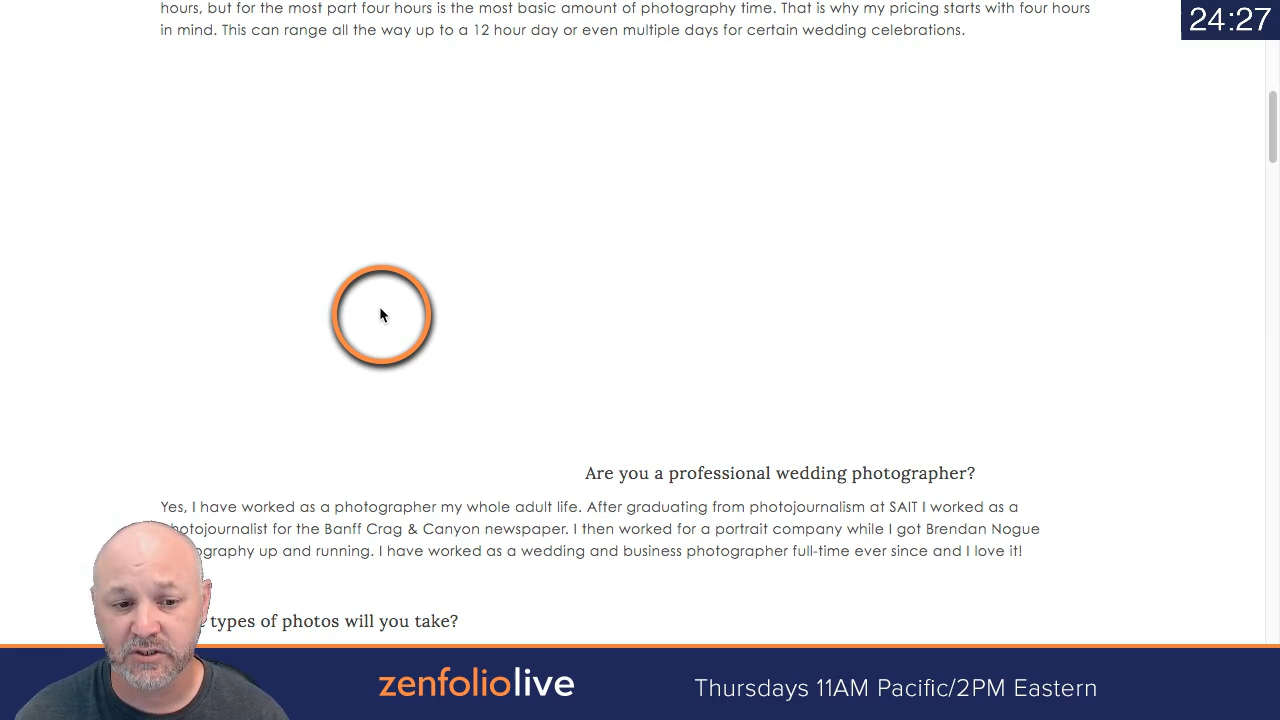 hours, but for the most part four hours is the most basic amount of photography time. That is why my pricing starts with four hours
in mind. This can range all the way up to a 12 hour day or even multiple days for certain wedding celebrations.
24:27
Are you a professional wedding photographer?
Yes, I have worked as a photographer my whole adult life. After graduating from photojournalism at SAIT I worked as a
photojournalist for the Banff Crag & Canyon newspaper. I then worked for a portrait company while I got Brendan Nogue
ography up and running. I have worked as a wedding and business photographer full-time ever since and I love it!
types of photos will you take?
zenfoliolive
Thursdays 11AM Pacific/2PM Eastern